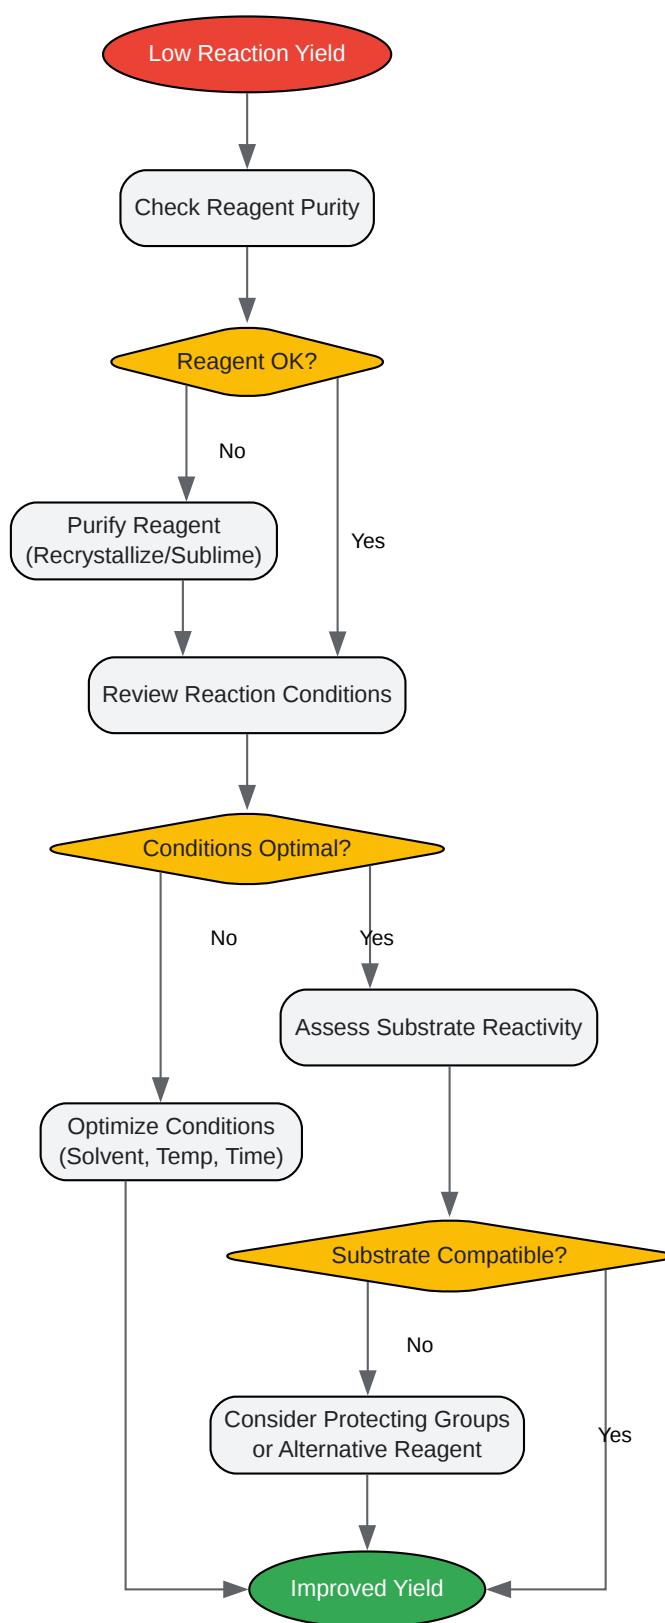 Low Reaction Yield
Check Reagent Purity
Reagent OK?
No
Purify Reagent
(Recrystallize/Sublime)
Yes
Review Reaction Conditions
Conditions Optimal?
No
Yes
Assess Substrate Reactivity
Optimize Conditions
(Solvent, Temp, Time)
Substrate Compatible?
No
Consider Protecting Groups
or Alternative Reagent
Yes
Improved Yield